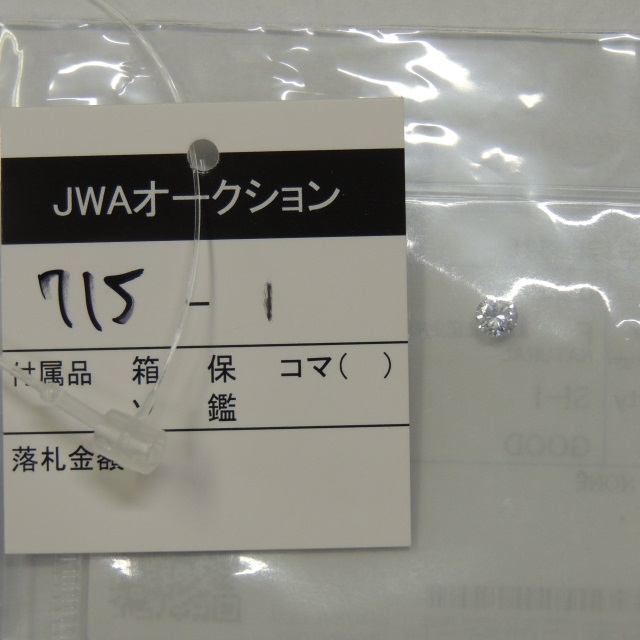 JWAオークション
715 - 1
付属品 箱 保 コマ( )
ソ 鑑
落札金額
SI-1
GOOD